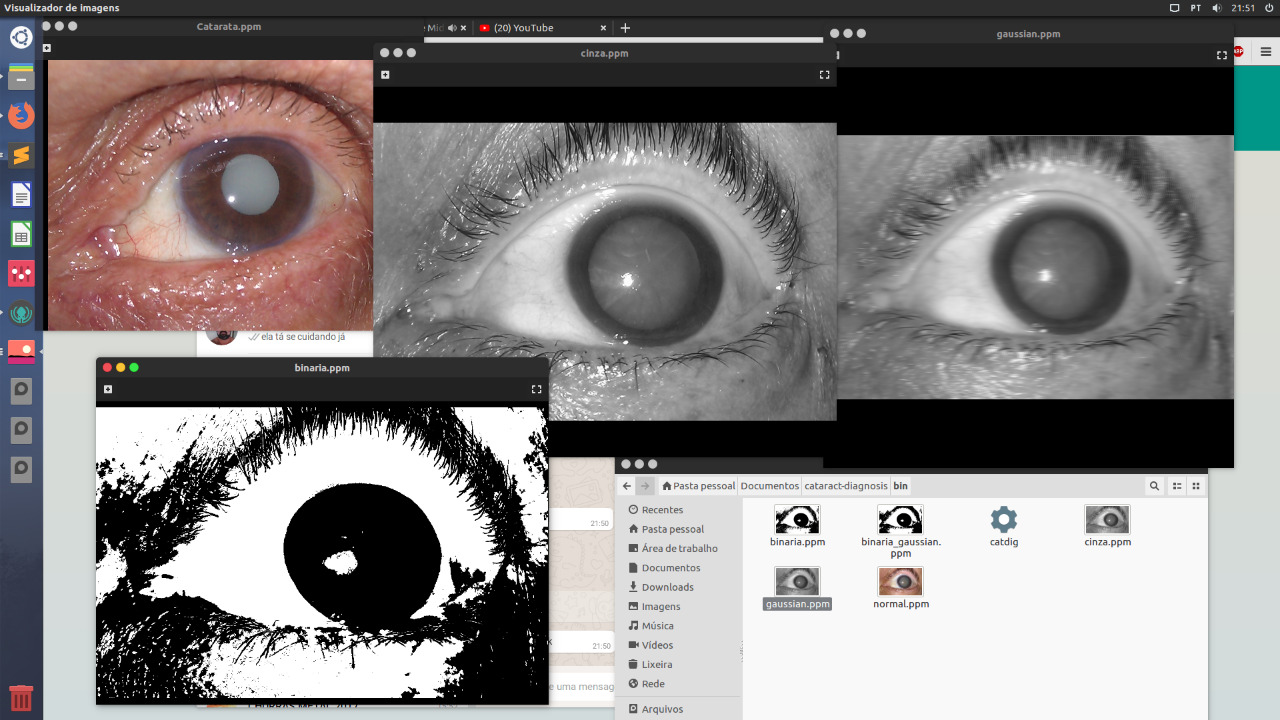 Visualizador de imagens
PT
21:51
Catarata.ppm
Mid
(20) YouTube
cinza.ppm
gaussian.ppm
ABP
ela tá se cuidando já
binaria.ppm
21:50
21:50
e uma mensag
Pasta pessoal
Documentos
cataract-diagnosis
bin
Recentes
Pasta pessoal
Área de trabalho
Documentos
Downloads
Imagens
Música
Vídeos
Lixeira
Rede
Arquivos
binaria.ppm
binaria_gaussian.
ppm
catdig
cinza.ppm
gaussian.ppm
normal.ppm